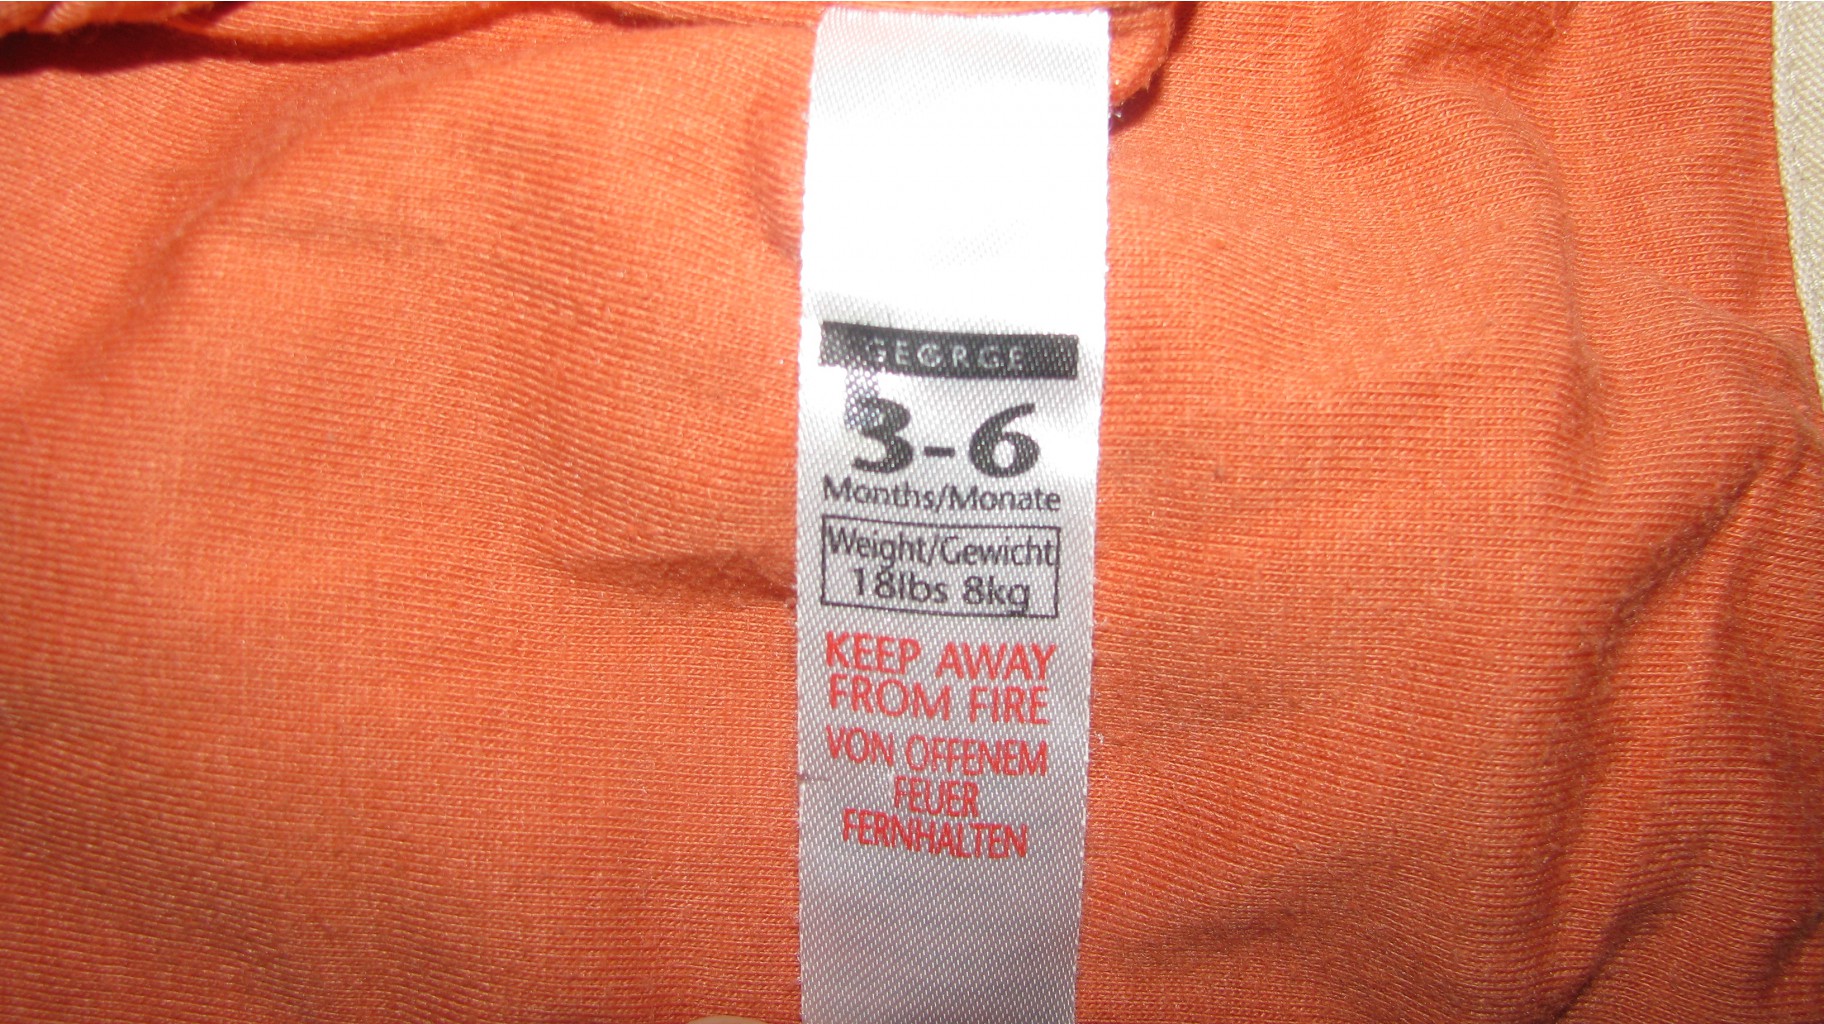 GEORGE
3-6
Months/Monate
Weight/Gewicht
18lbs 8kg
KEEP AWAY
FROM FIRE
VON OFFENEM
FEUER
FERNHALTEN